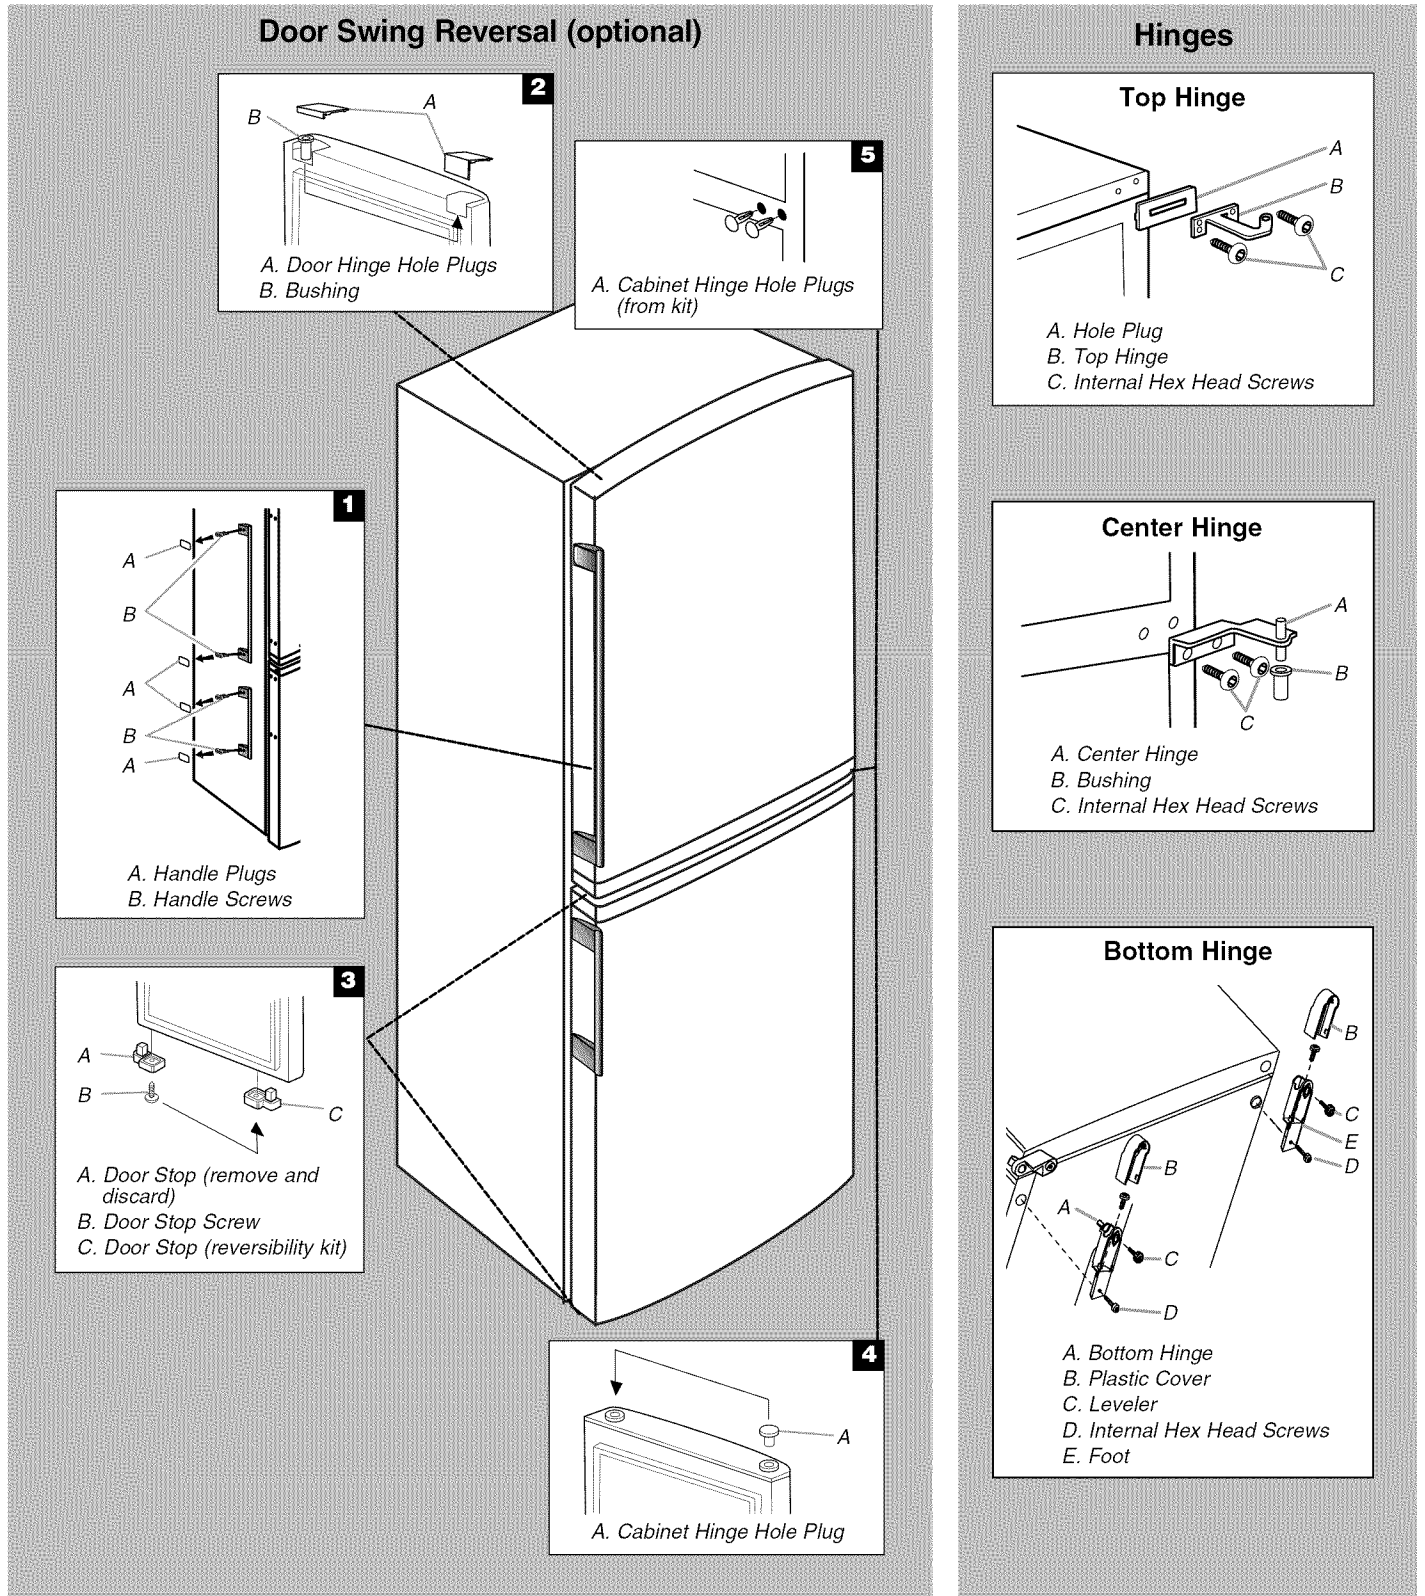 Door Swing Reversal (optional)
2
A
B
A. Door Hinge Hole Plugs
B. Bushing
5
A. Cabinet Hinge Hole Plugs
(from kit)
1
A
B
A
B
A
A. Handle Plugs
B. Handle Screws
3
A
B
C
A. Door Stop (remove and
discard)
B. Door Stop Screw
C. Door Stop (reversibility kit)
4
A
A. Cabinet Hinge Hole Plug
Hinges
Top Hinge
A
B
C
A. Hole Plug
B. Top Hinge
C. Internal Hex Head Screws
Center Hinge
A
B
C
A. Center Hinge
B. Bushing
C. Internal Hex Head Screws
Bottom Hinge
B
C
E
D
B
A
C
D
A. Bottom Hinge
B. Plastic Cover
C. Leveler
D. Internal Hex Head Screws
E. Foot